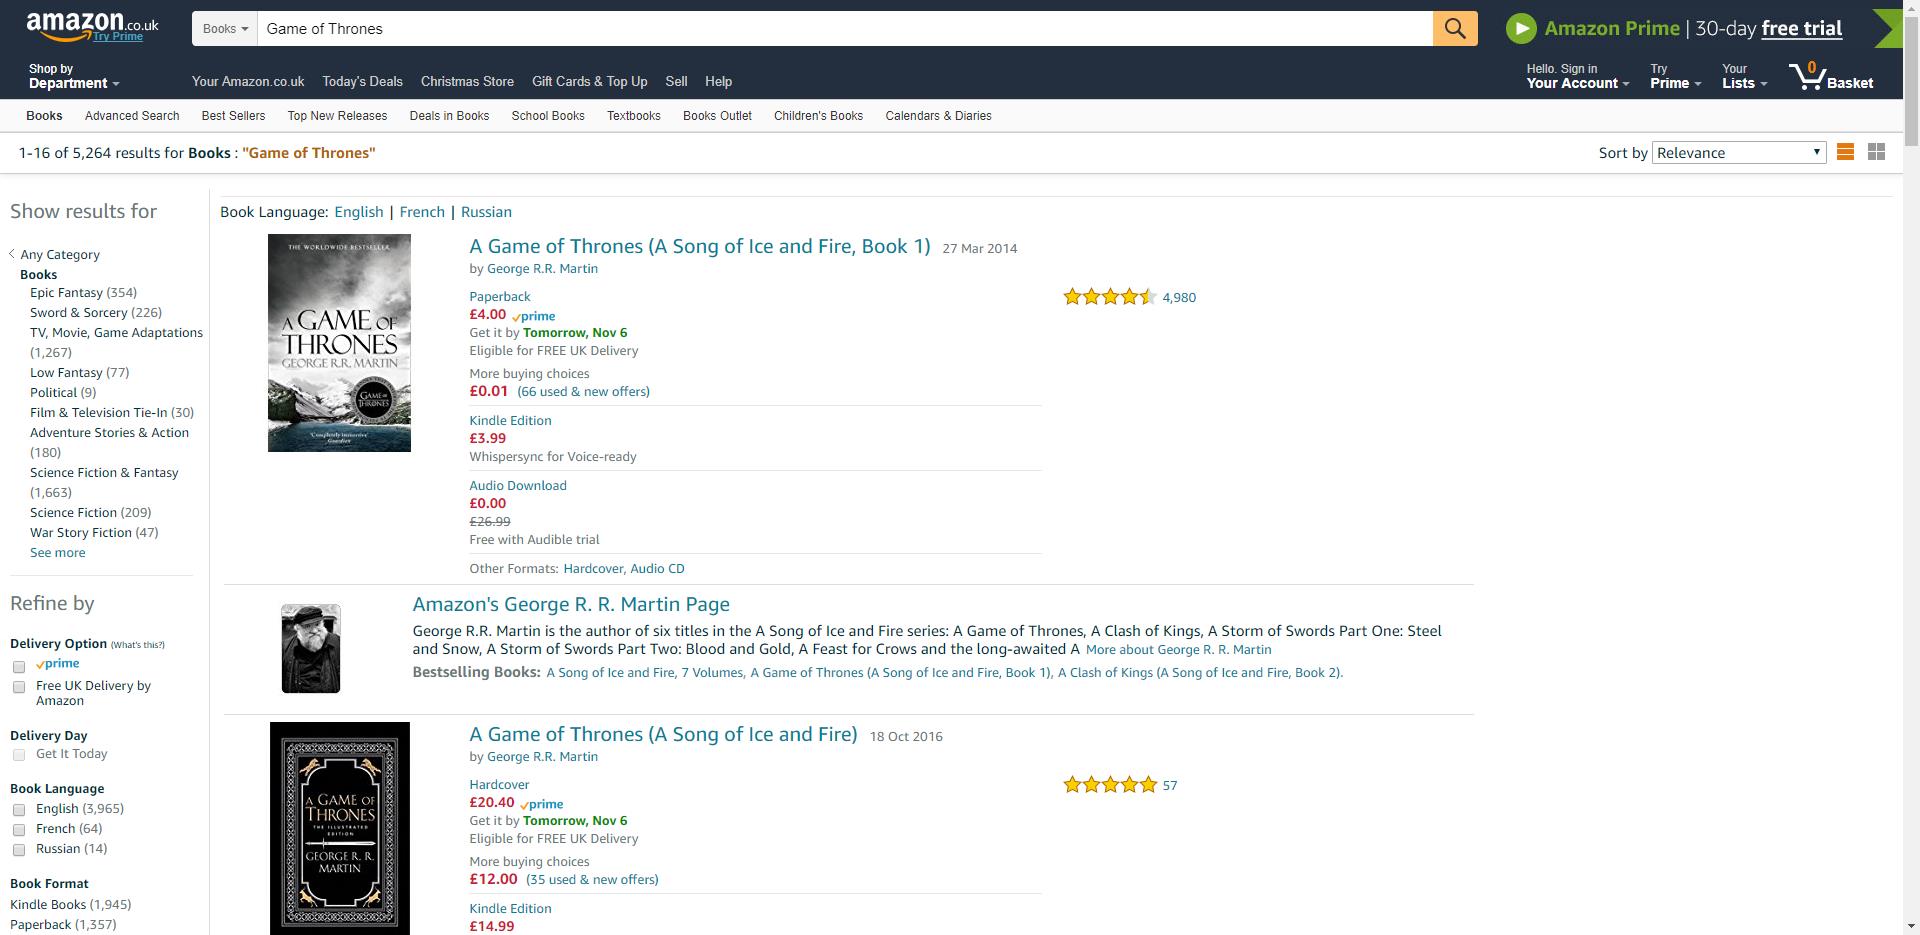 amazon.co.uk
Try Prime
Books
Game of Thrones
Amazon Prime | 30-day free trial
Shop by
Department
Your Amazon.co.uk Today's Deals Christmas Store Gift Cards & Top Up Sell Help
Hello. Sign in
Your Account
Try
Prime
Your
Lists
0
Basket
Books Advanced Search Best Sellers Top New Releases Deals in Books School Books Textbooks Books Outlet Children's Books Calendars & Diaries
1-16 of 5,264 results for Books : "Game of Thrones"
Sort by Relevance
Show results for
Any Category
Books
Epic Fantasy (354)
Sword & Sorcery (226)
TV, Movie, Game Adaptations
(1,267)
Low Fantasy (77)
Political (9)
Film & Television Tie-In (30)
Adventure Stories & Action
(180)
Science Fiction & Fantasy
(1,663)
Science Fiction (209)
War Story Fiction (47)
See more
Refine by
Delivery Option (What's this?)
prime
Free UK Delivery by
Amazon
Delivery Day
Get It Today
Book Language
English (3,965)
French (64)
Russian (14)
Book Format
Kindle Books (1,945)
Paperback (1,357)
Book Language: English | French | Russian
THE WORLDWIDE BESTSELLER
A GAME OF
THRONES
GEORGE R.R. MARTIN
GAME OF
THRONES
'Completely immersive'
Guardian
A Game of Thrones (A Song of Ice and Fire, Book 1) 27 Mar 2014
by George R.R. Martin
Paperback
£4.00 prime
Get it by Tomorrow, Nov 6
Eligible for FREE UK Delivery
More buying choices
£0.01 (66 used & new offers)
4,980
Kindle Edition
£3.99
Whispersync for Voice-ready
Audio Download
£0.00
£26.99
Free with Audible trial
Other Formats: Hardcover, Audio CD
Amazon's George R. R. Martin Page
George R.R. Martin is the author of six titles in the A Song of Ice and Fire series: A Game of Thrones, A Clash of Kings, A Storm of Swords Part One: Steel
and Snow, A Storm of Swords Part Two: Blood and Gold, A Feast for Crows and the long-awaited A More about George R. R. Martin
Bestselling Books: A Song of Ice and Fire, 7 Volumes, A Game of Thrones (A Song of Ice and Fire, Book 1), A Clash of Kings (A Song of Ice and Fire, Book 2).
A GAME OF
THRONES
THE ILLUSTRATED
EDITION
GEORGE R. R.
MARTIN
A Game of Thrones (A Song of Ice and Fire) 18 Oct 2016
by George R.R. Martin
Hardcover
£20.40 prime
Get it by Tomorrow, Nov 6
Eligible for FREE UK Delivery
More buying choices
£12.00 (35 used & new offers)
57
Kindle Edition
£14.99